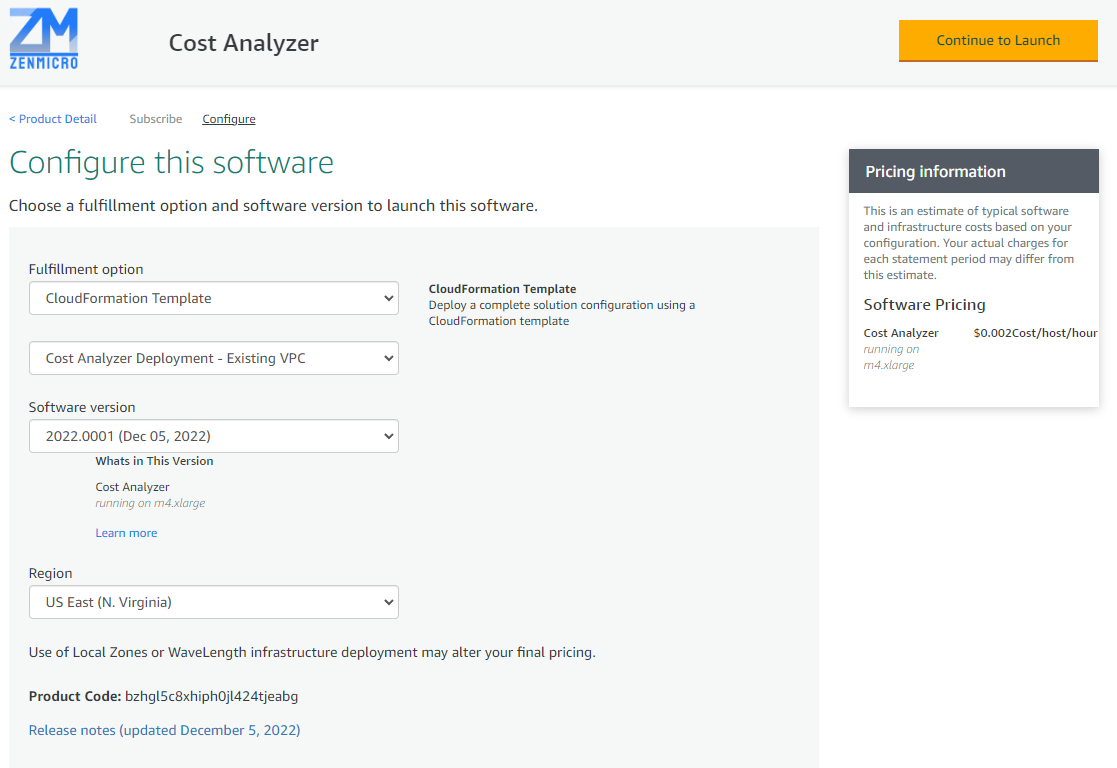 ZM
ZENMICRO
Cost Analyzer
Continue to Launch
< Product Detail
Subscribe
Configure
Configure this software
Choose a fulfillment option and software version to launch this software.
Fulfillment option
CloudFormation Template
CloudFormation Template
Deploy a complete solution configuration using a
CloudFormation template
Cost Analyzer Deployment - Existing VPC
Software version
2022.0001 (Dec 05, 2022)
Whats in This Version
Cost Analyzer
running on m4.xlarge
Learn more
Region
US East (N. Virginia)
Use of Local Zones or WaveLength infrastructure deployment may alter your final pricing.
Product Code: bzhgl5c8xhiph0jl424tjeabg
Release notes (updated December 5, 2022)
Pricing information
This is an estimate of typical software
and infrastructure costs based on your
configuration. Your actual charges for
each statement period may differ from
this estimate.
Software Pricing
Cost Analyzer $0.002Cost/host/hour
running on
m4.xlarge